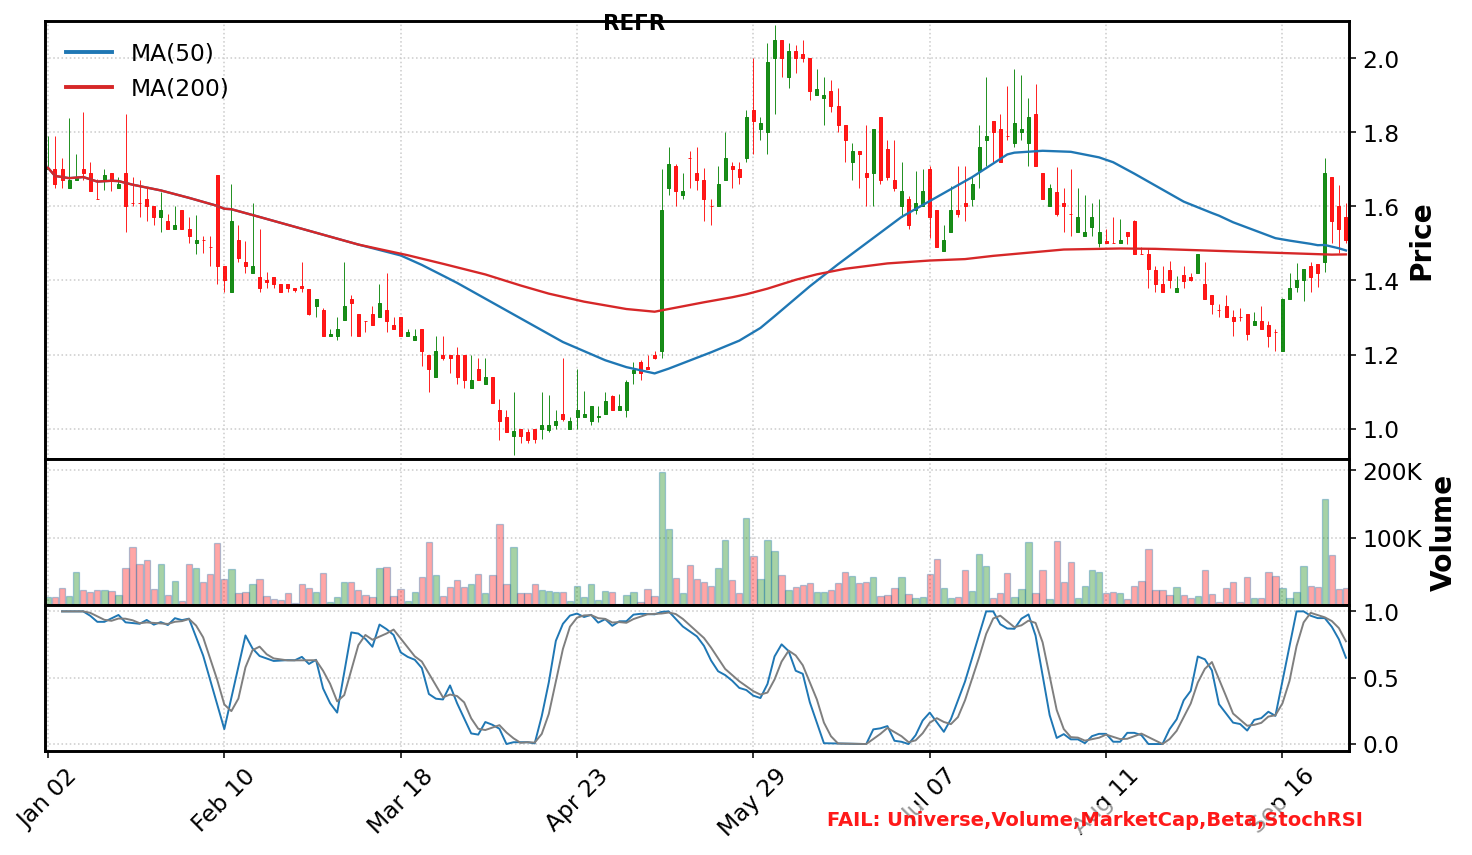 REFR
MA(50)
MA(200)
2.0
1.8
1.6
1.4
1.2
1.0
Price
200K
100K
Volume
1.0
0.5
0.0
Jan 02
Feb 10
Mar 18
Apr 23
May 29
Jul 07
Aug 11
Sep 16
FAIL: Universe,Volume,MarketCap,Beta,StochRSI